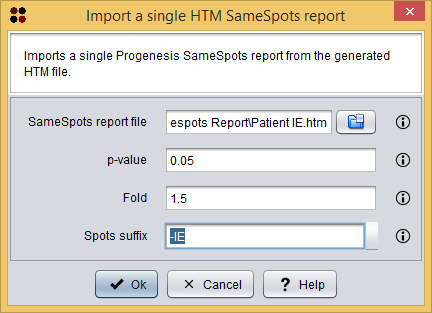 Import a single HTM SameSpots report
Imports a single Progenesis SameSpots report from the generated
HTM file.
SameSpots report file espots Report\Patient IE.htm
p-value 0.05
Fold 1.5
Spots suffix -IE
Ok Cancel ? Help